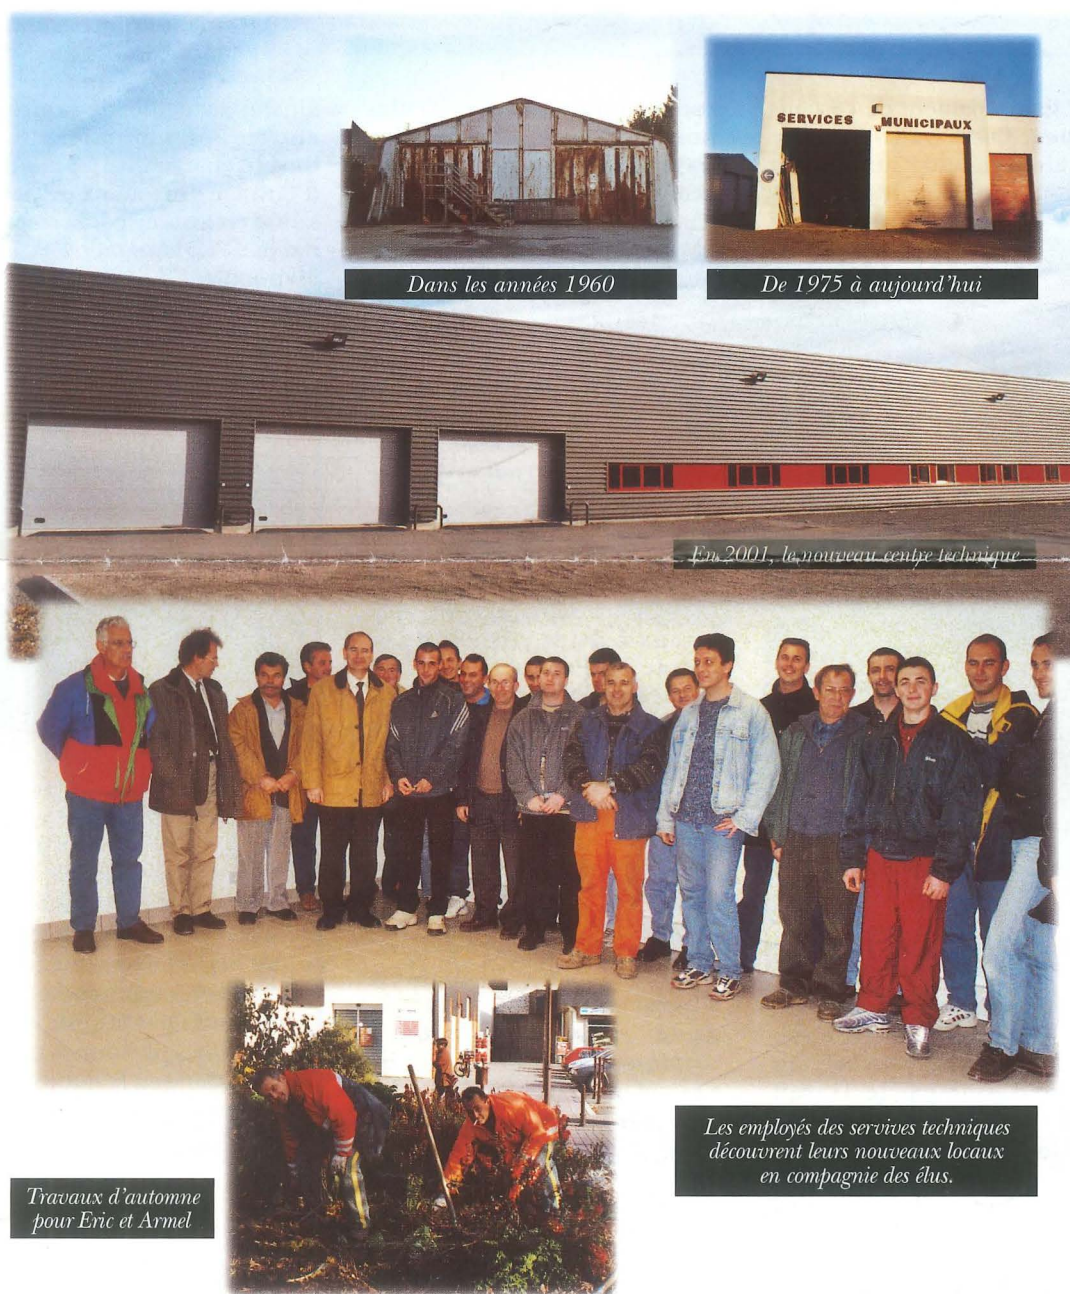 SERVICES MUNICIPAUX
Dans les années 1960
De 1975 à aujourd'hui
En 2001, le nouveau centre technique
Les employés des servives techniques
découvrent leurs nouveaux locaux
en compagnie des élus.
Travaux d'automne
pour Eric et Armel